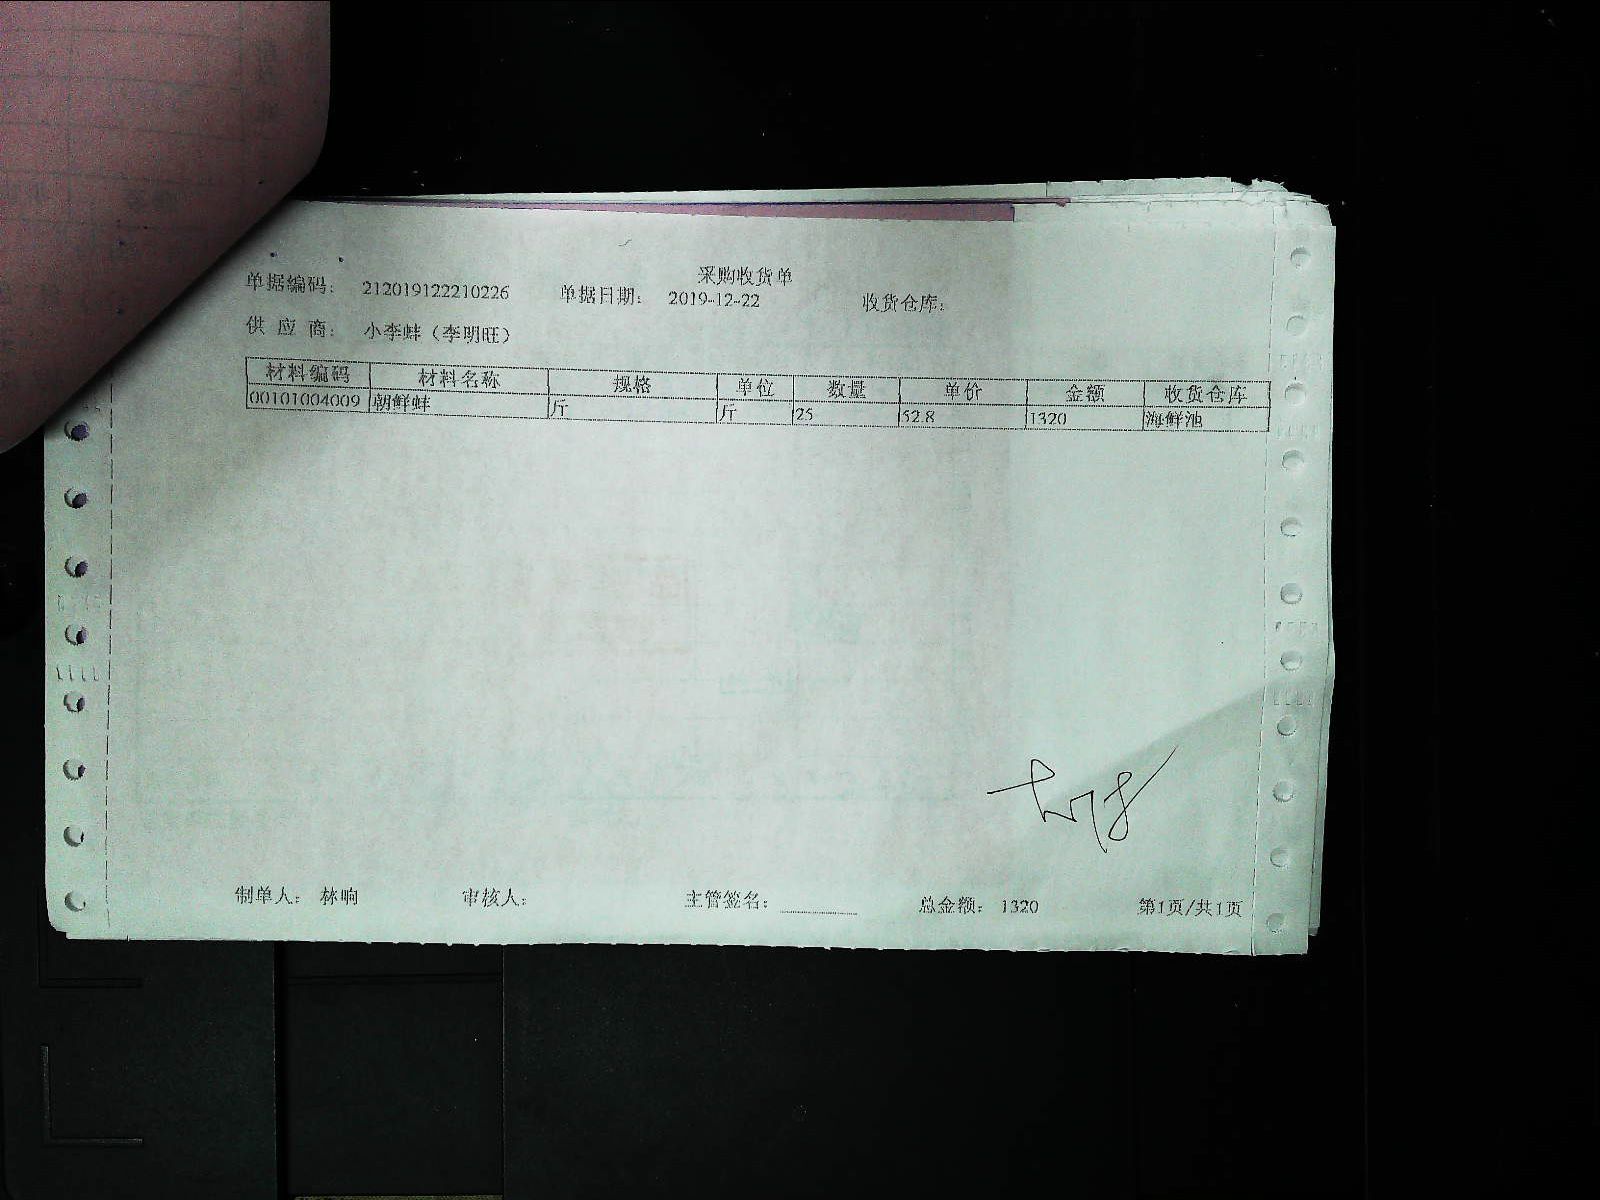 采购收货单
单据编码： 212019122210226 单据日期： 2019-12-22 收货仓库：
供应商： 小李蚌（李明旺）
材料编码 材料名称 规格 单位 数量 单价 金额 收货仓库
00101004009 朝鲜蚌 斤 斤 25 52.8 1320 海鲜池
制单人： 林响 审核人： 主管签名： 总金额： 1320 第1页/共1页